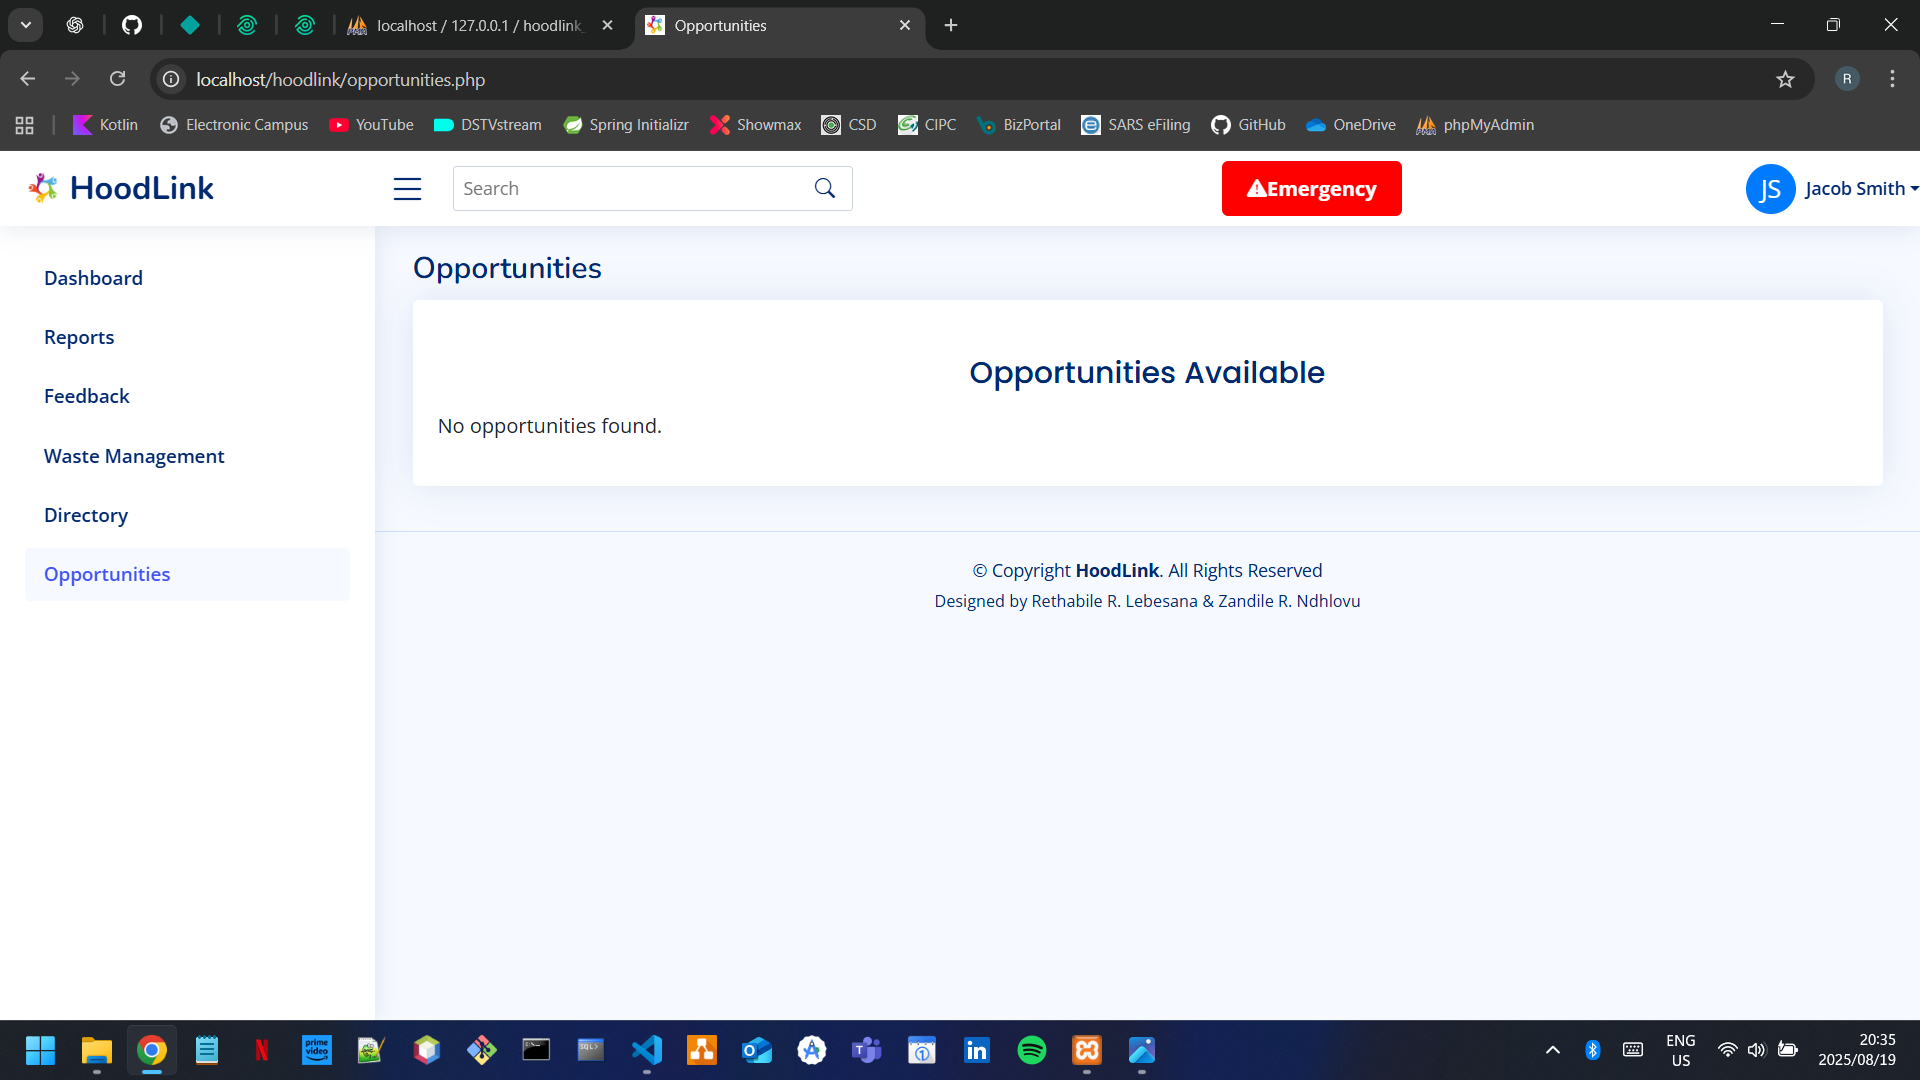 localhost / 127.0.0.1 / hoodlink_
Opportunities
localhost/hoodlink/opportunities.php
R
Kotlin
Electronic Campus
YouTube
DSTVstream
Spring Initializr
Showmax
CSD
CIPC
BizPortal
SARS eFiling
GitHub
OneDrive
phpMyAdmin
HoodLink
Search
Emergency
JS
Jacob Smith
Dashboard
Reports
Feedback
Waste Management
Directory
Opportunities
Opportunities
Opportunities Available
No opportunities found.
© Copyright HoodLink. All Rights Reserved
Designed by Rethabile R. Lebesana & Zandile R. Ndhlovu
prime video
ENG
US
20:35
2025/08/19